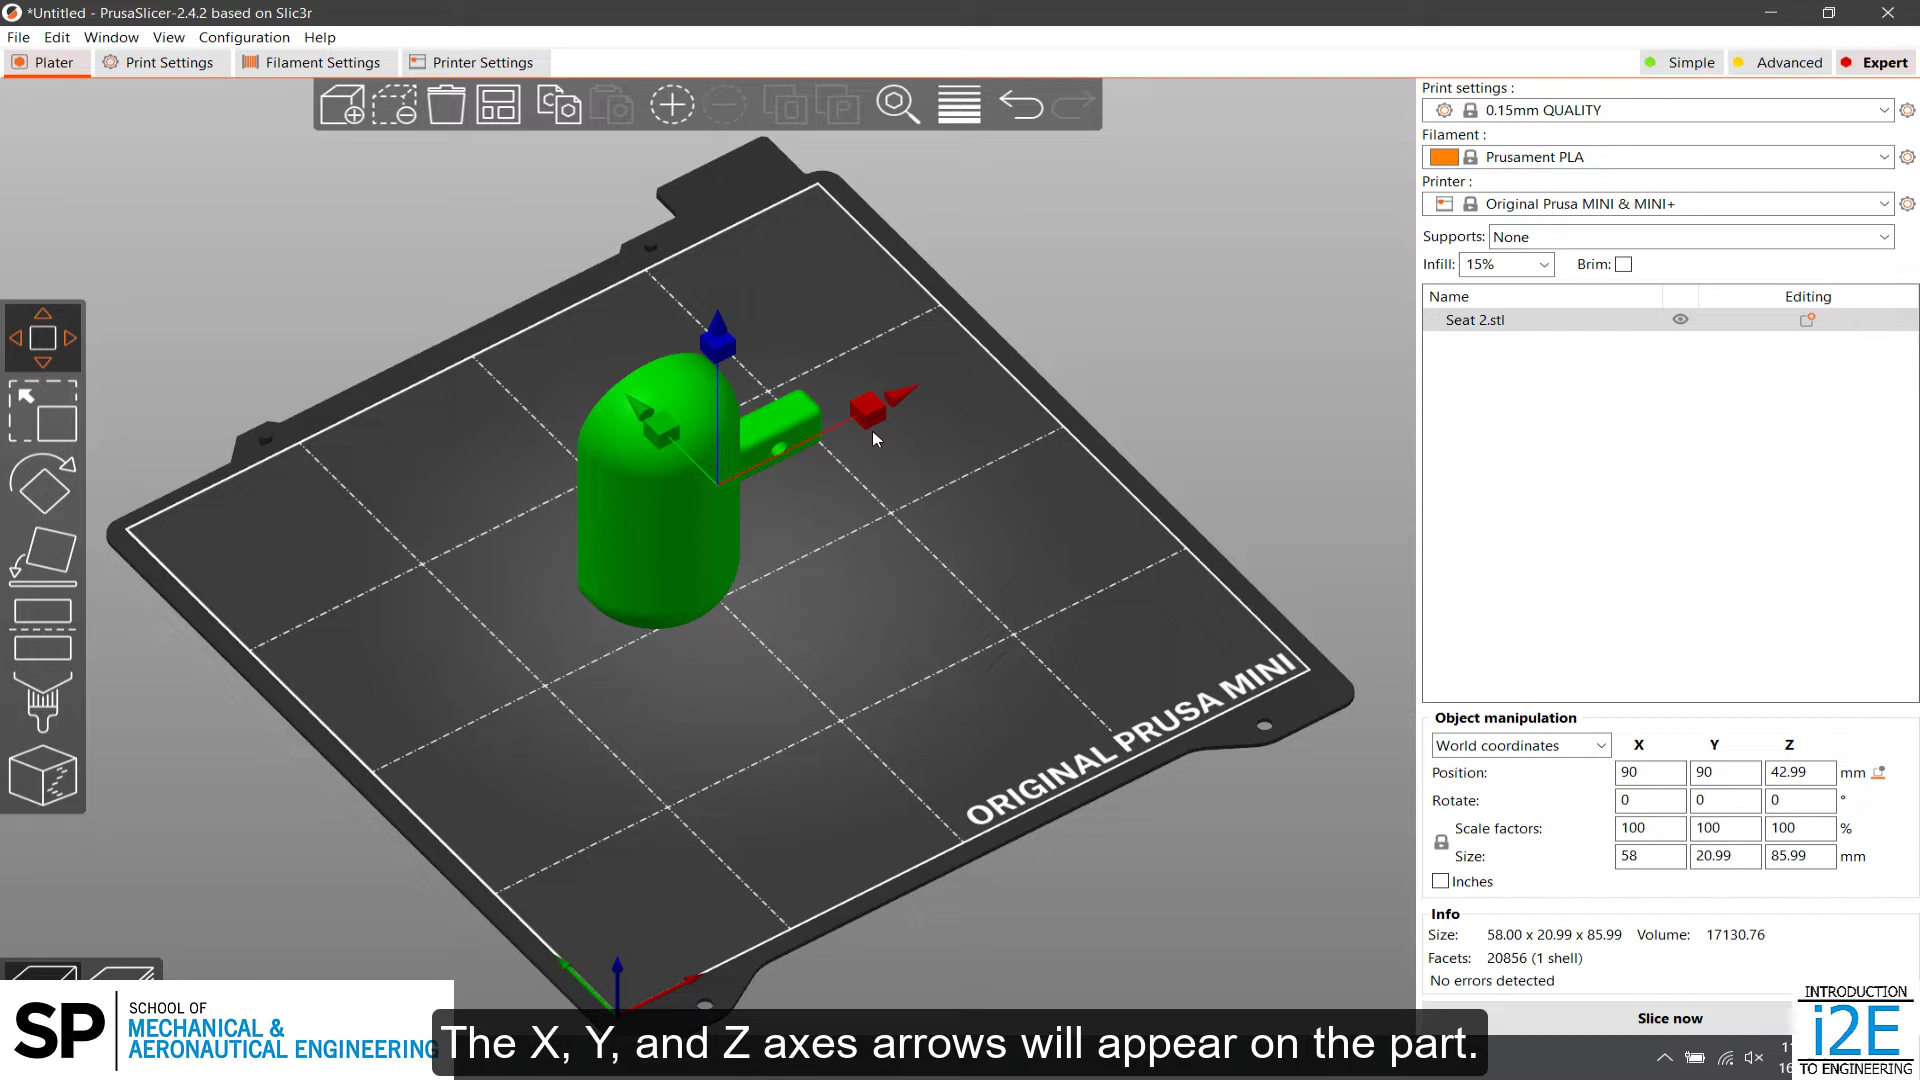 *Untitled - PrusaSlicer-2.4.2 based on Slic3r
File Edit Window View Configuration Help
Plater Print Settings Filament Settings Printer Settings Simple Advanced Expert
Print settings :
0.15mm QUALITY
Filament :
Prusament PLA
Printer :
Original Prusa MINI & MINI+
Supports: None
Infill: 15% Brim:
Name Editing
Seat 2.stl
ORIGINAL PRUSA MINI
Object manipulation
World coordinates X Y Z
Position: 90 90 42.99 mm
Rotate: 0 0 0 °
Scale factors: 100 100 100 %
Size: 58 20.99 85.99 mm
Inches
Info
Size: 58.00 x 20.99 x 85.99 Volume: 17130.76
Facets: 20856 (1 shell)
No errors detected
Slice now
SP SCHOOL OF
MECHANICAL &
AERONAUTICAL ENGINEERING
The X, Y, and Z axes arrows will appear on the part.
INTRODUCTION
i2E
TO ENGINEERING